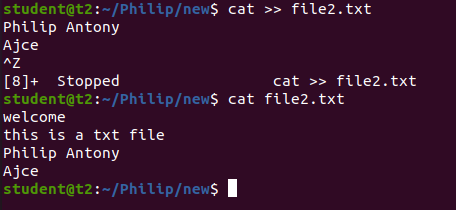 student@t2:~/Philip/new$ cat >> file2.txt
Philip Antony
Ajce
^Z
[8]+  Stopped                 cat >> file2.txt
student@t2:~/Philip/new$ cat file2.txt
welcome
this is a txt file
Philip Antony
Ajce
student@t2:~/Philip/new$